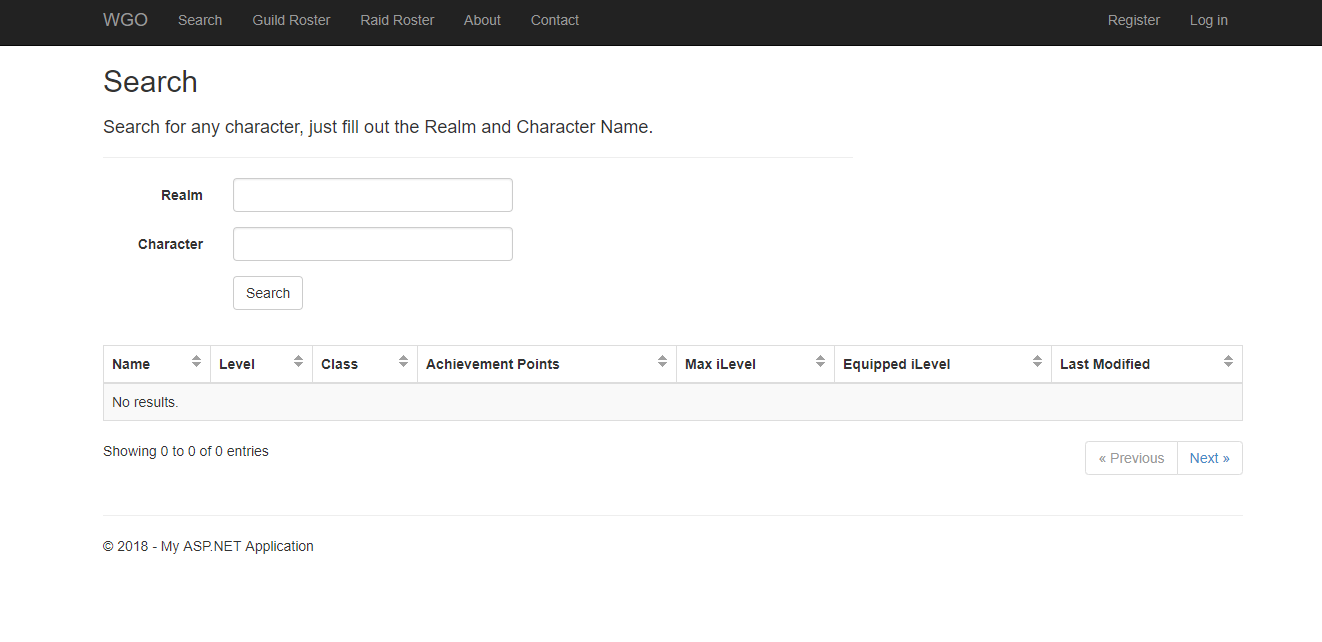 WGO Search Guild Roster Raid Roster About Contact Register Log in
Search
Search for any character, just fill out the Realm and Character Name.
Realm
Character
Search
Name Level Class Achievement Points Max iLevel Equipped iLevel Last Modified
No results.
Showing 0 to 0 of 0 entries
« Previous Next »
© 2018 - My ASP.NET Application